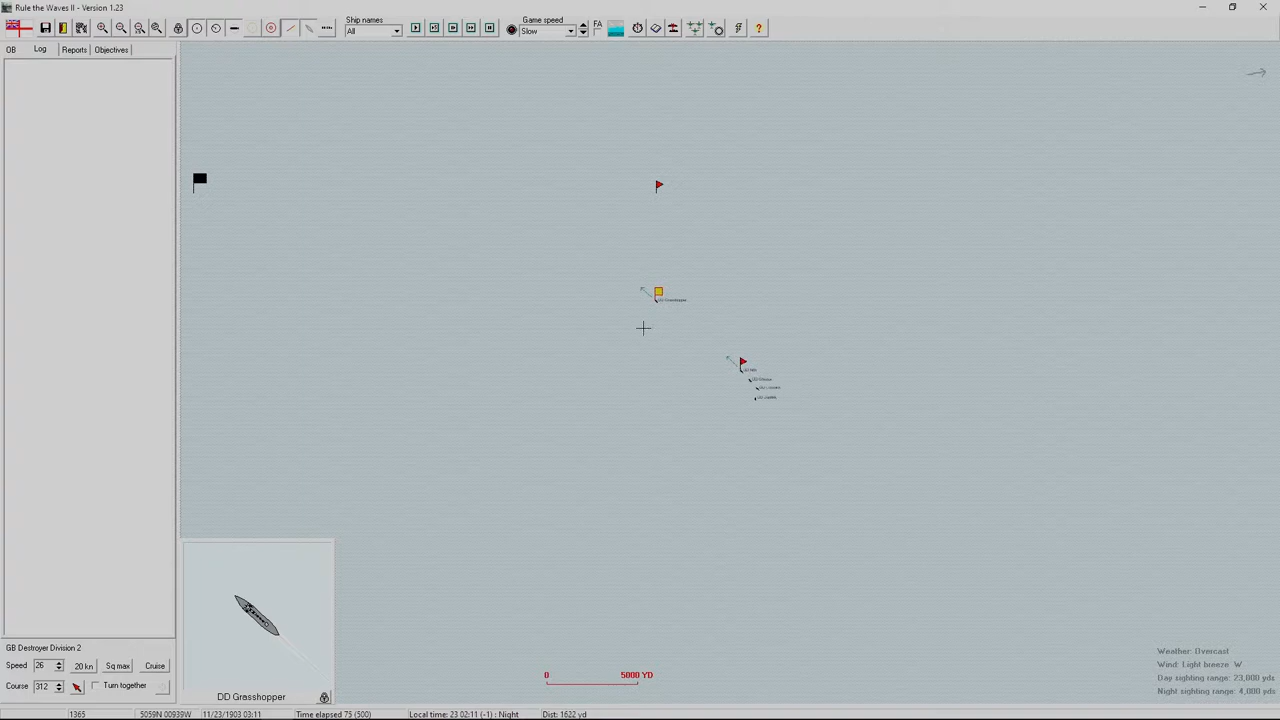 Rule the Waves II - Version 1.23
Ship names
All
Game speed
Slow
FA
OB Log Reports Objectives
DD Grasshopper
0 5000 YD
Weather: Overcast
Wind: Light breeze W
Day sighting range: 23,000 yds
Night sighting range: 4,000 yds
GB Destroyer Division 2
Speed 26 20 kn Sq max Cruise
Course 312 Turn together
DD Grasshopper
1365 5059N 00939W 11/23/1903 03:11 Time elapsed 75 (500) Local time: 23 02:11 (-1) : Night Dist: 1622 yd